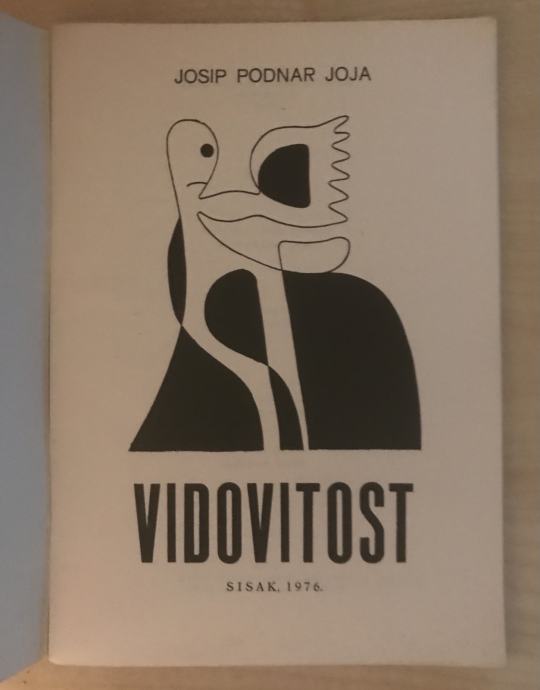 JOSIP PODNAR JOJA
VIDOVITOST
SISAK, 1976.